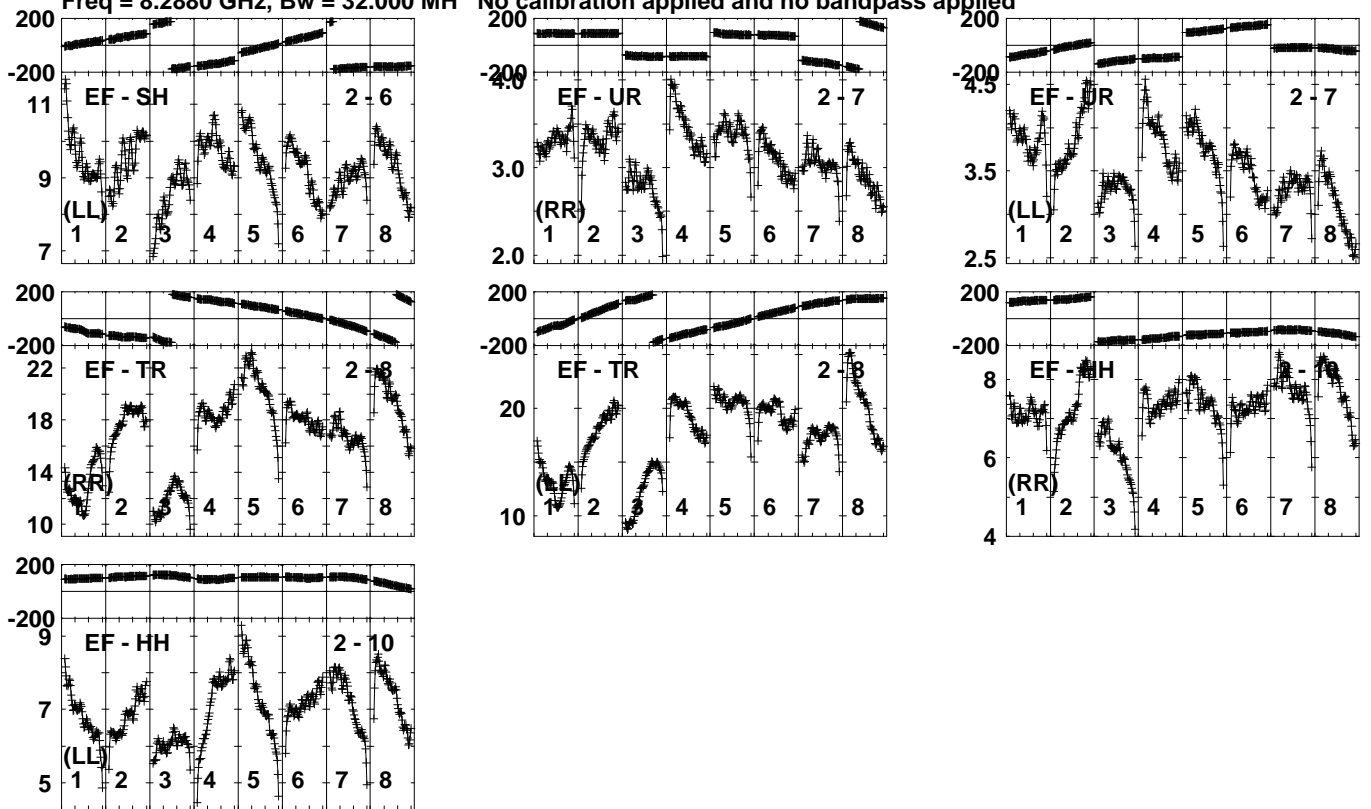 Freq = 8.2880 GHz, Bw = 32.000 MH No calibration applied and no bandpass applied
200
-200
11
9
7
EF - SH 2 - 6
(LL)
1 2 3 4 5 6 7 8
200
-200
4.0
3.0
2.0
EF - UR 2 - 7
(RR)
1 2 3 4 5 6 7 8
200
-200
4.5
3.5
2.5
EF - UR 2 - 7
(LL)
1 2 3 4 5 6 7 8
200
-200
22
18
14
10
EF - TR 2 - 8
(RR)
1 2 3 4 5 6 7 8
200
-200
20
10
EF - TR 2 - 8
(LL)
1 2 3 4 5 6 7 8
200
-200
8
6
4
EF - HH 2 - 10
(RR)
1 2 3 4 5 6 7 8
200
-200
9
7
5
EF - HH 2 - 10
(LL)
1 2 3 4 5 6 7 8